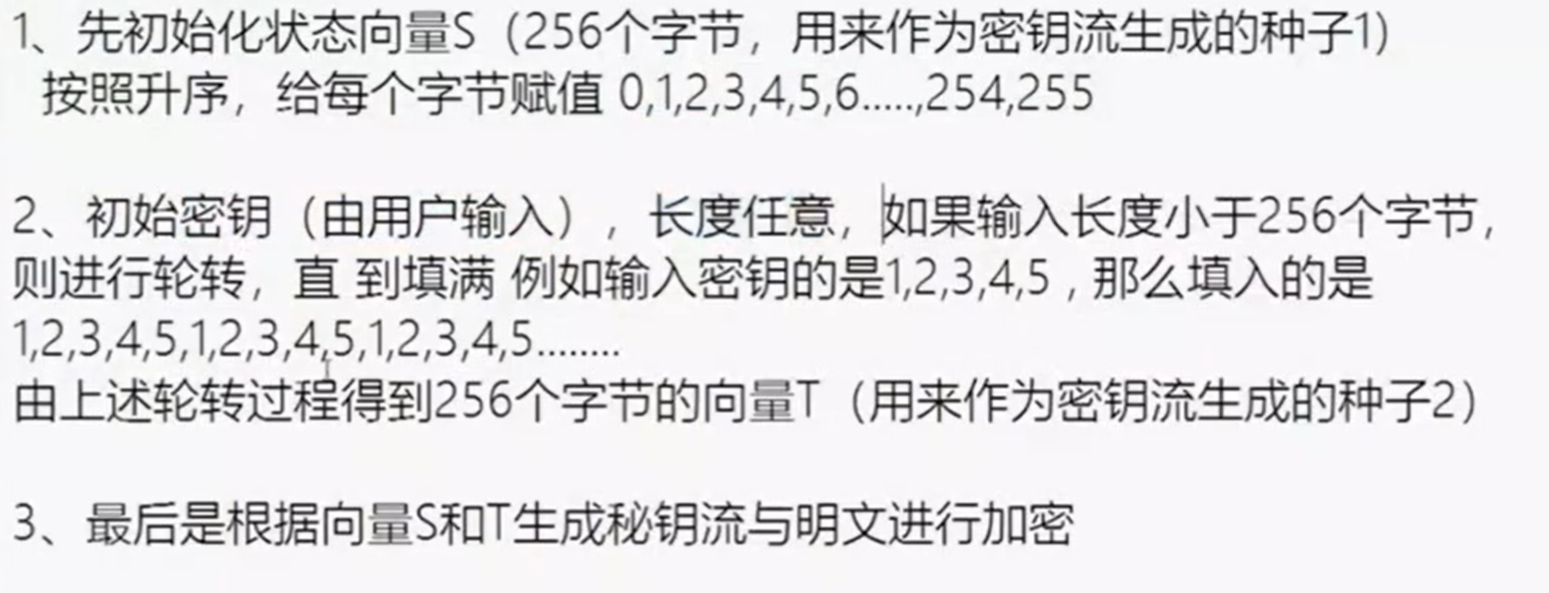 1、先初始化状态向量S（256个字节，用来作为密钥流生成的种子1）
按照升序，给每个字节赋值 0,1,2,3,4,5,6.....,254,255
2、初始密钥（由用户输入），长度任意，如果输入长度小于256个字节，
则进行轮转，直 到填满 例如输入密钥的是1,2,3,4,5 , 那么填入的是
1,2,3,4,5,1,2,3,4,5,1,2,3,4,5........
由上述轮转过程得到256个字节的向量T（用来作为密钥流生成的种子2）
3、最后是根据向量S和T生成秘钥流与明文进行加密